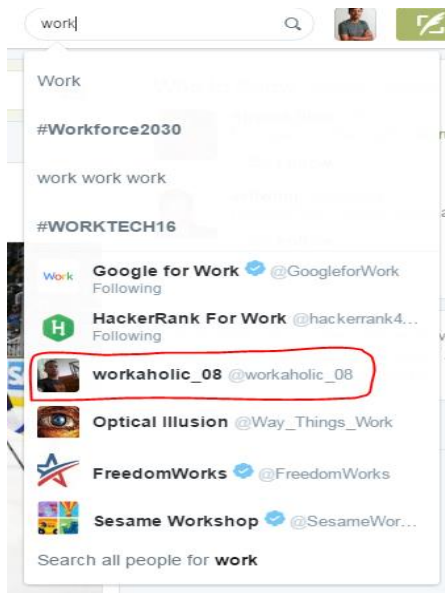 work
Work
#Workforce2030
work work work
#WORKTECH16
Work
Google for Work @GoogleforWork
Following
H
HackerRank For Work @hackerrank4...
Following
workaholic_08 @workaholic_08
Optical Illusion @Way_Things_Work
FreedomWorks @FreedomWorks
Sesame Workshop @SesameWor...
Search all people for work